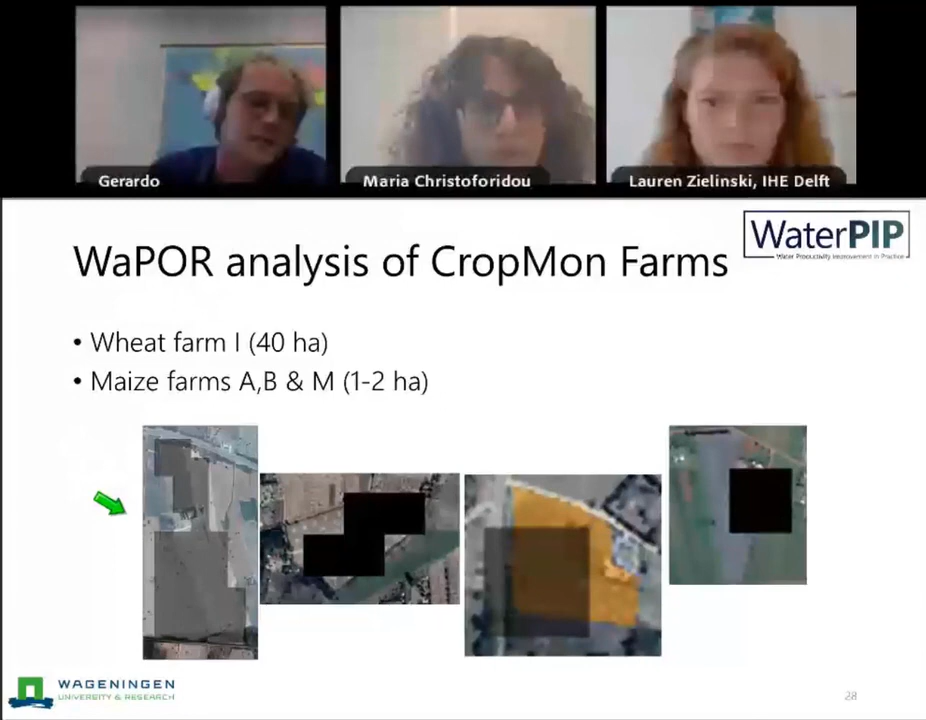 Gerardo
Maria Christoforidou
Lauren Zielinski, IHE Delft
WaterPIP
Water Productivity Improvement in Practice
WaPOR analysis of CropMon Farms
• Wheat farm I (40 ha)
• Maize farms A,B & M (1-2 ha)
WAGENINGEN
UNIVERSITY & RESEARCH
28